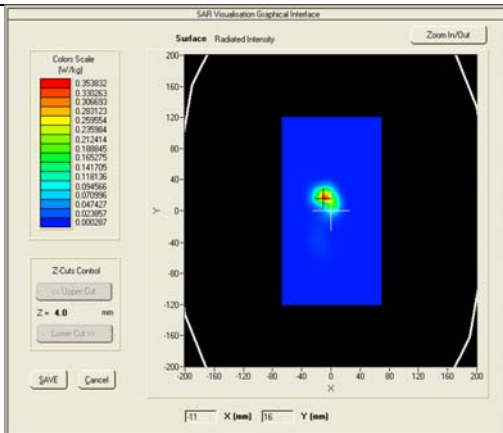 SAR Visualisation Graphical Interface
Surface Radiated Intensity
Zoom In/Out
Colors Scale
(W/kg)
0.353832
0.330263
0.306693
0.283123
0.259554
0.235984
0.212414
0.188845
0.165275
0.141705
0.118136
0.094566
0.070996
0.047427
0.023857
0.000287
Z-Cuts Control
<< Upper Cut
Z = 4.0 mm
Lower Cut >>
SAVE Cancel
200
160
120
80
40
0
-40
-80
-120
-160
-200
Y
-200 -160 -120 -80 -40 0 40 80 120 160 200
X
-11 X (mm) 16 Y (mm)